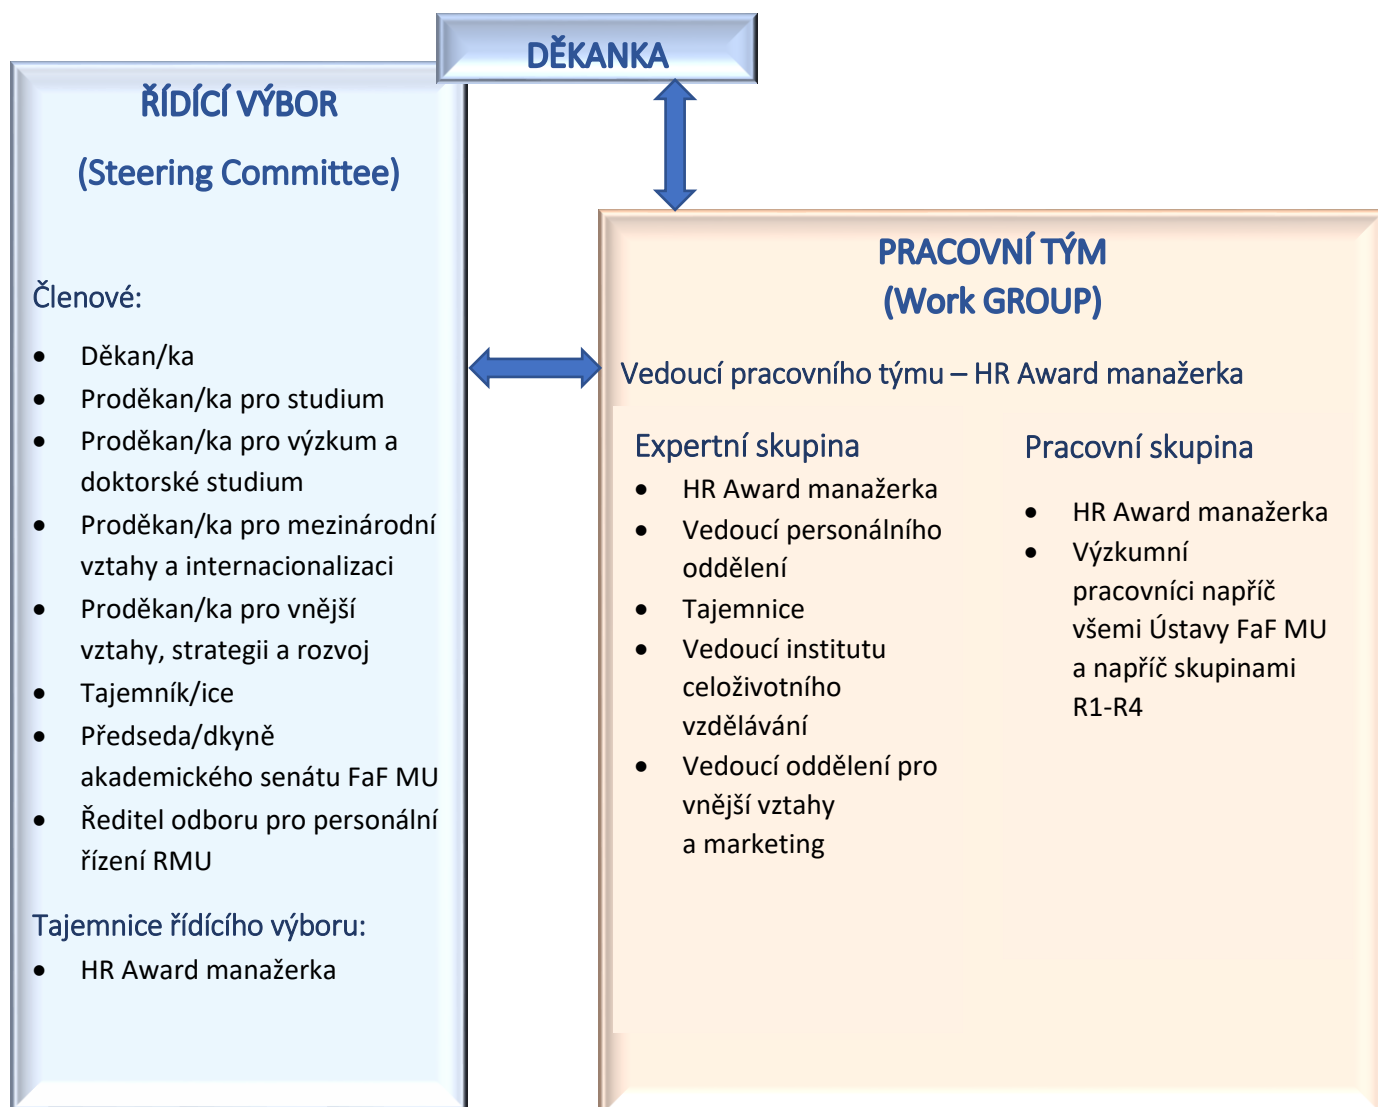 DĚKANKA
ŘÍDÍCÍ VÝBOR
(Steering Committee)
Členové:
• Děkan/ka
• Proděkan/ka pro studium
• Proděkan/ka pro výzkum a
doktorské studium
• Proděkan/ka pro mezinárodní
vztahy a internacionalizaci
• Proděkan/ka pro vnější
vztahy, strategii a rozvoj
• Tajemník/ice
• Předseda/dkyně
akademického senátu FaF MU
• Ředitel odboru pro personální
řízení RMU
Tajemnice řídícího výboru:
• HR Award manažerka
PRACOVNÍ TÝM
(Work GROUP)
Vedoucí pracovního týmu – HR Award manažerka
Expertní skupina
• HR Award manažerka
• Vedoucí personálního
oddělení
• Tajemnice
• Vedoucí institutu
celoživotního
vzdělávání
• Vedoucí oddělení pro
vnější vztahy
a marketing
Pracovní skupina
• HR Award manažerka
• Výzkumní
pracovníci napříč
všemi Ústavy FaF MU
a napříč skupinami
R1-R4